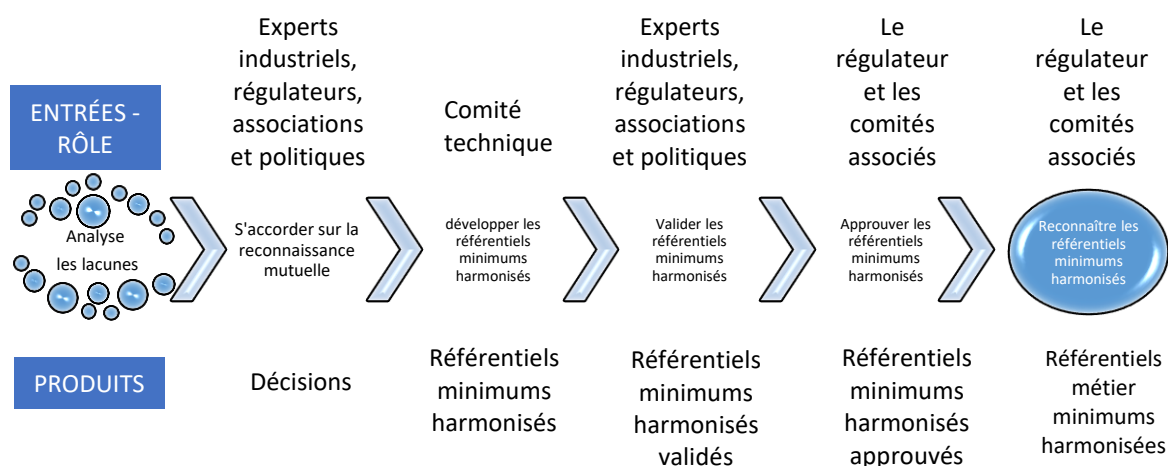 Experts
industriels,
régulateurs,
associations
et politiques
Comité
technique
Experts
industriels,
régulateurs,
associations
et politiques
Le
régulateur
et les
comités
associés
Le
régulateur
et les
comités
associés
ENTRÉES -
RÔLE
Analyse
les lacunes
S'accorder sur la
reconnaissance
mutuelle
développer les
référentiels
minimums
harmonisés
Valider les
référentiels
minimums
harmonisés
Approuver les
référentiels
minimums
harmonisés
Reconnaître les
référentiels
minimums
harmonisés
PRODUITS
Décisions
Référentiels
minimums
harmonisés
Référentiels
minimums
harmonisés
validés
Référentiels
minimums
harmonisés
approuvés
Référentiels
métier
minimums
harmonisées